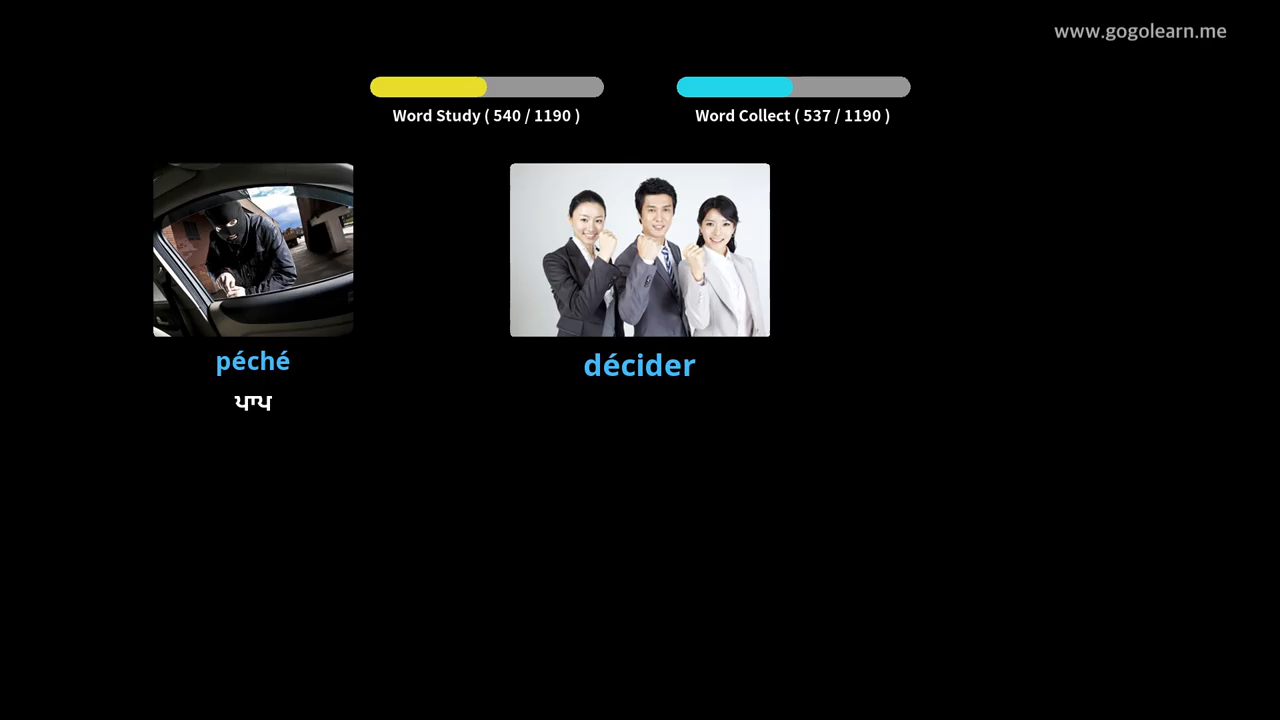 www.gogolearn.me
Word Study ( 540 / 1190 )
Word Collect ( 537 / 1190 )
péché
ਪਾਪ
décider